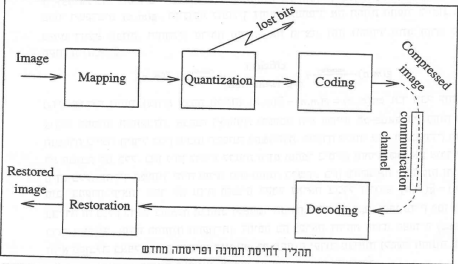 lost bits
Image
Mapping
Quantization
Coding
Compressed
image
communication
channel
Restored
image
Restoration
Decoding
תהליך דחיסת תמונה ופריסתה מחדש